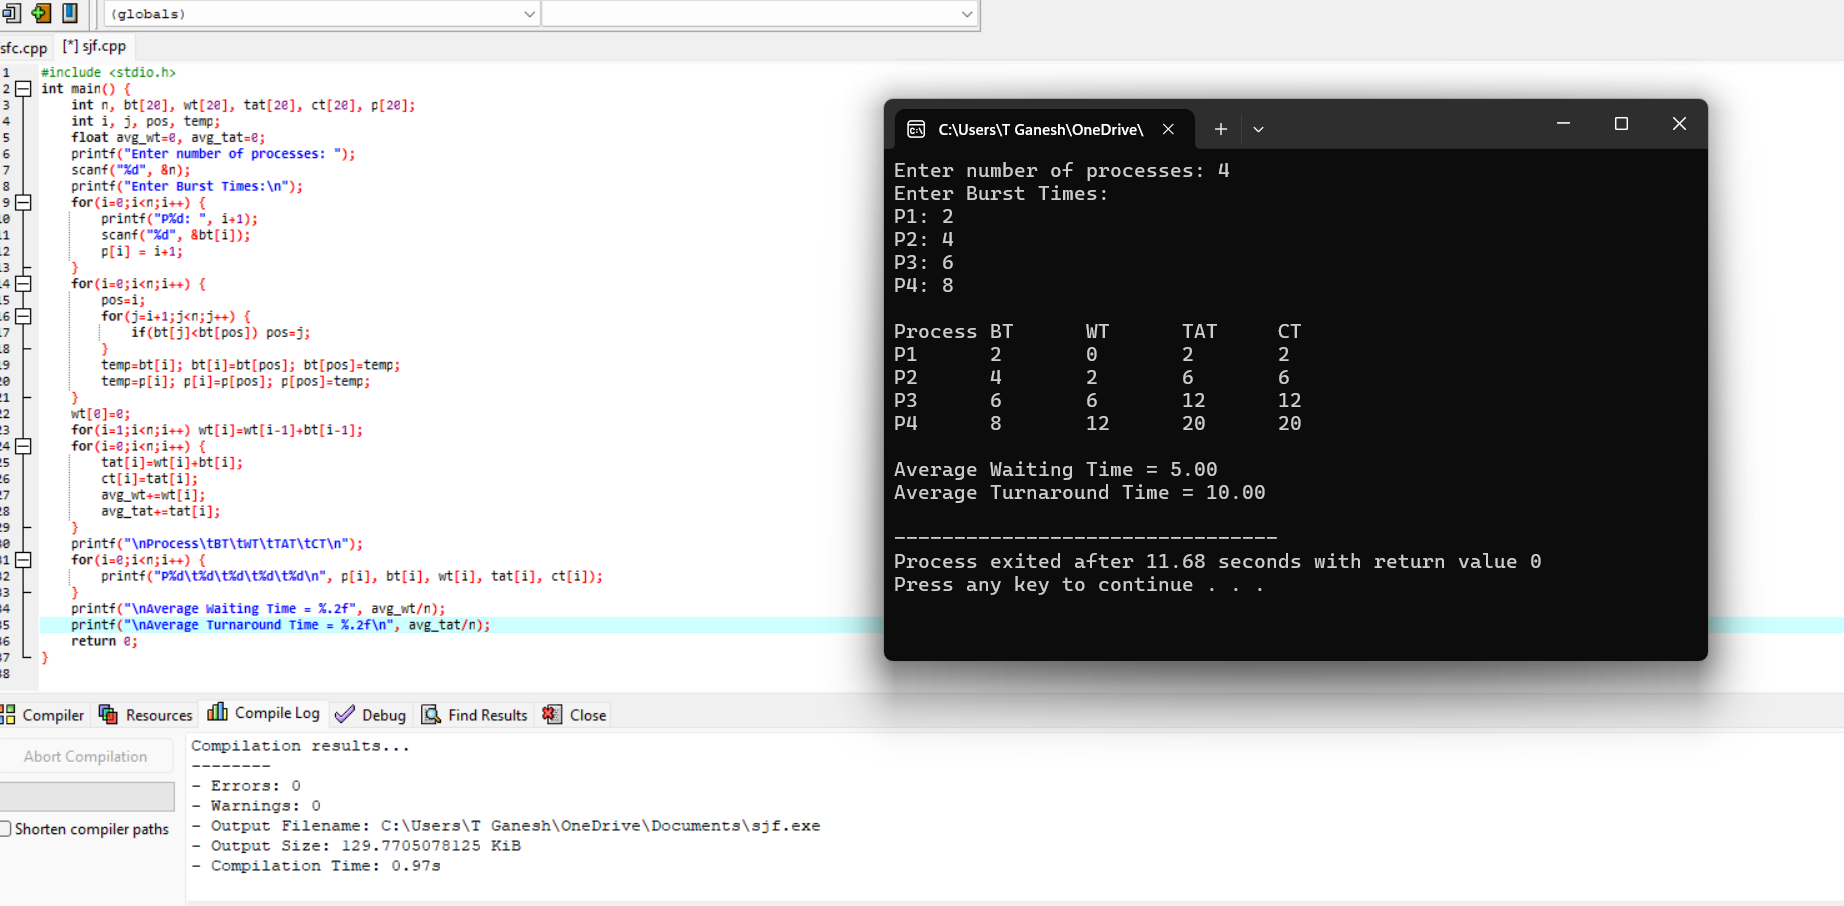 (globals)
sfc.cpp [*] sjf.cpp
1 #include <stdio.h>
2 int main() {
3 int n, bt[20], wt[20], tat[20], ct[20], p[20];
4 int i, j, pos, temp;
5 float avg_wt=0, avg_tat=0;
6 printf("Enter number of processes: ");
7 scanf("%d", &n);
8 printf("Enter Burst Times:\n");
9 for(i=0;i<n;i++) {
0 printf("P%d: ", i+1);
1 scanf("%d", &bt[i]);
2 p[i] = i+1;
3 }
4 for(i=0;i<n;i++) {
5 pos=i;
6 for(j=i+1;j<n;j++) {
7 if(bt[j]<bt[pos]) pos=j;
8 }
9 temp=bt[i]; bt[i]=bt[pos]; bt[pos]=temp;
0 temp=p[i]; p[i]=p[pos]; p[pos]=temp;
21 }
22 wt[0]=0;
23 for(i=1;i<n;i++) wt[i]=wt[i-1]+bt[i-1];
24 for(i=0;i<n;i++) {
25 tat[i]=wt[i]+bt[i];
26 ct[i]=tat[i];
27 avg_wt+=wt[i];
28 avg_tat+=tat[i];
29 }
30 printf("\nProcess\tBT\tWT\tTAT\tCT\n");
31 for(i=0;i<n;i++) {
32 printf("P%d\t%d\t%d\t%d\t%d\n", p[i], bt[i], wt[i], tat[i], ct[i]);
33 }
34 printf("\nAverage Waiting Time = %.2f", avg_wt/n);
35 printf("\nAverage Turnaround Time = %.2f\n", avg_tat/n);
36 return 0;
37 }
38
C:\Users\T Ganesh\OneDrive\
Enter number of processes: 4
Enter Burst Times:
P1: 2
P2: 4
P3: 6
P4: 8
Process BT WT TAT CT
P1 2 0 2 2
P2 4 2 6 6
P3 6 6 12 12
P4 8 12 20 20
Average Waiting Time = 5.00
Average Turnaround Time = 10.00
--------------------------------
Process exited after 11.68 seconds with return value 0
Press any key to continue . . .
Compiler Resources Compile Log Debug Find Results Close
Abort Compilation
Shorten compiler paths
Compilation results...
--------
- Errors: 0
- Warnings: 0
- Output Filename: C:\Users\T Ganesh\OneDrive\Documents\sjf.exe
- Output Size: 129.7705078125 KiB
- Compilation Time: 0.97s